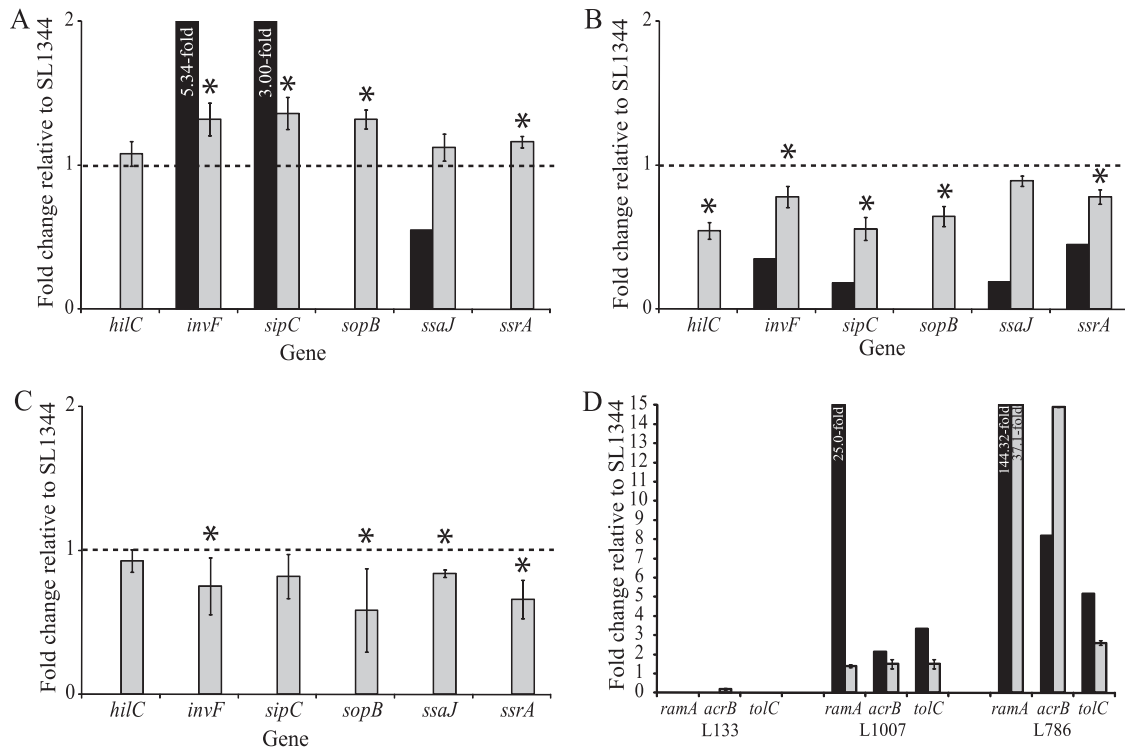 A
Fold change relative to SL1344
2
1
0
5.34-fold
3.00-fold
*
*
*
*
hilC invF sipC sopB ssaJ ssrA
Gene
B
Fold change relative to SL1344
2
1
0
*
*
*
*
*
hilC invF sipC sopB ssaJ ssrA
Gene
C
Fold change relative to SL1344
2
1
0
*
*
*
*
hilC invF sipC sopB ssaJ ssrA
Gene
D
Fold change relative to SL1344
15
14
13
12
11
10
9
8
7
6
5
4
3
2
1
0
25.0-fold
144.32-fold
37.1-fold
ramA acrB tolC ramA acrB tolC ramA acrB tolC
L133 L1007 L786